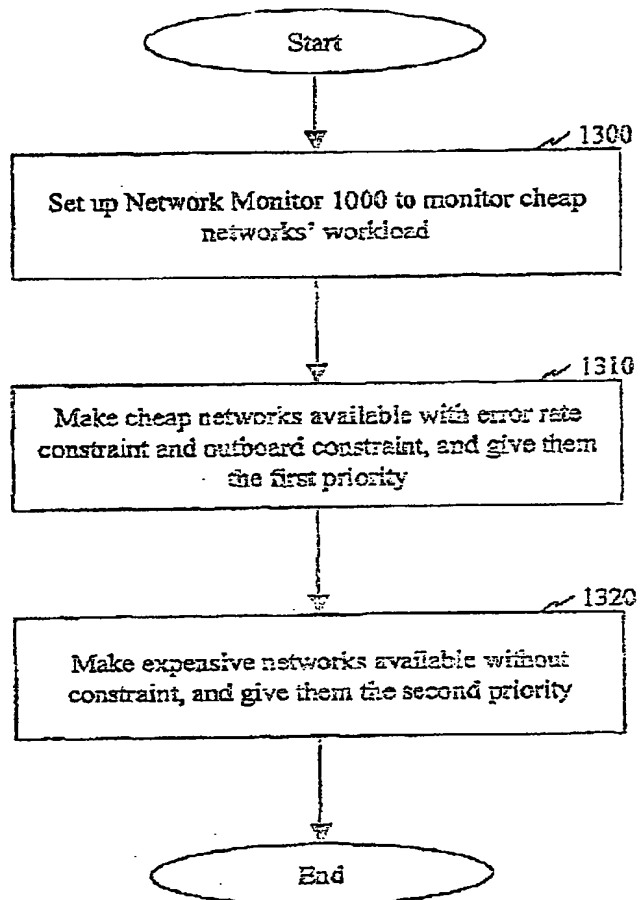 Start
1300
Set up Network Monitor 1000 to monitor cheap
networks' workload
1310
Make cheap networks available with error rate
constraint and outboard constraint, and give them
the first priority
1320
Make expensive networks available without
constraint, and give them the second priority
End